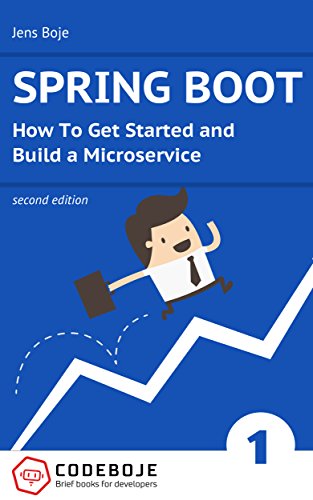 Jens Boje
SPRING BOOT
How To Get Started and
Build a Microservice
second edition
1
CODEBOJE
Brief books for developers